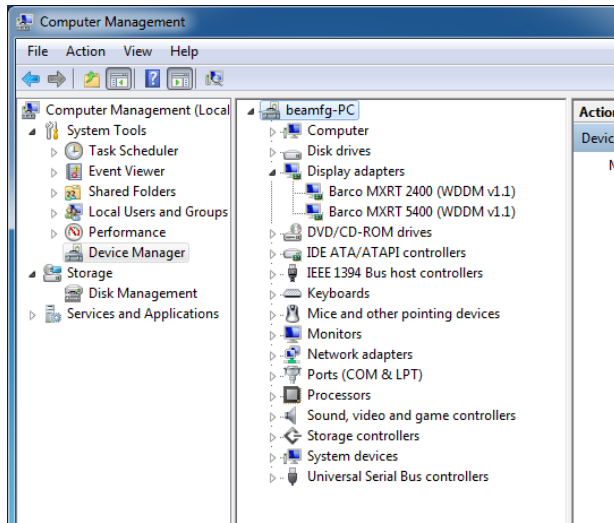 Computer Management
File Action View Help
Computer Management (Local
System Tools
Task Scheduler
Event Viewer
Shared Folders
Local Users and Groups
Performance
Device Manager
Storage
Disk Management
Services and Applications
beamfg-PC
Computer
Disk drives
Display adapters
Barco MXRT 2400 (WDDM v1.1)
Barco MXRT 5400 (WDDM v1.1)
DVD/CD-ROM drives
IDE ATA/ATAPI controllers
IEEE 1394 Bus host controllers
Keyboards
Mice and other pointing devices
Monitors
Network adapters
Ports (COM & LPT)
Processors
Sound, video and game controllers
Storage controllers
System devices
Universal Serial Bus controllers
Action
Devic